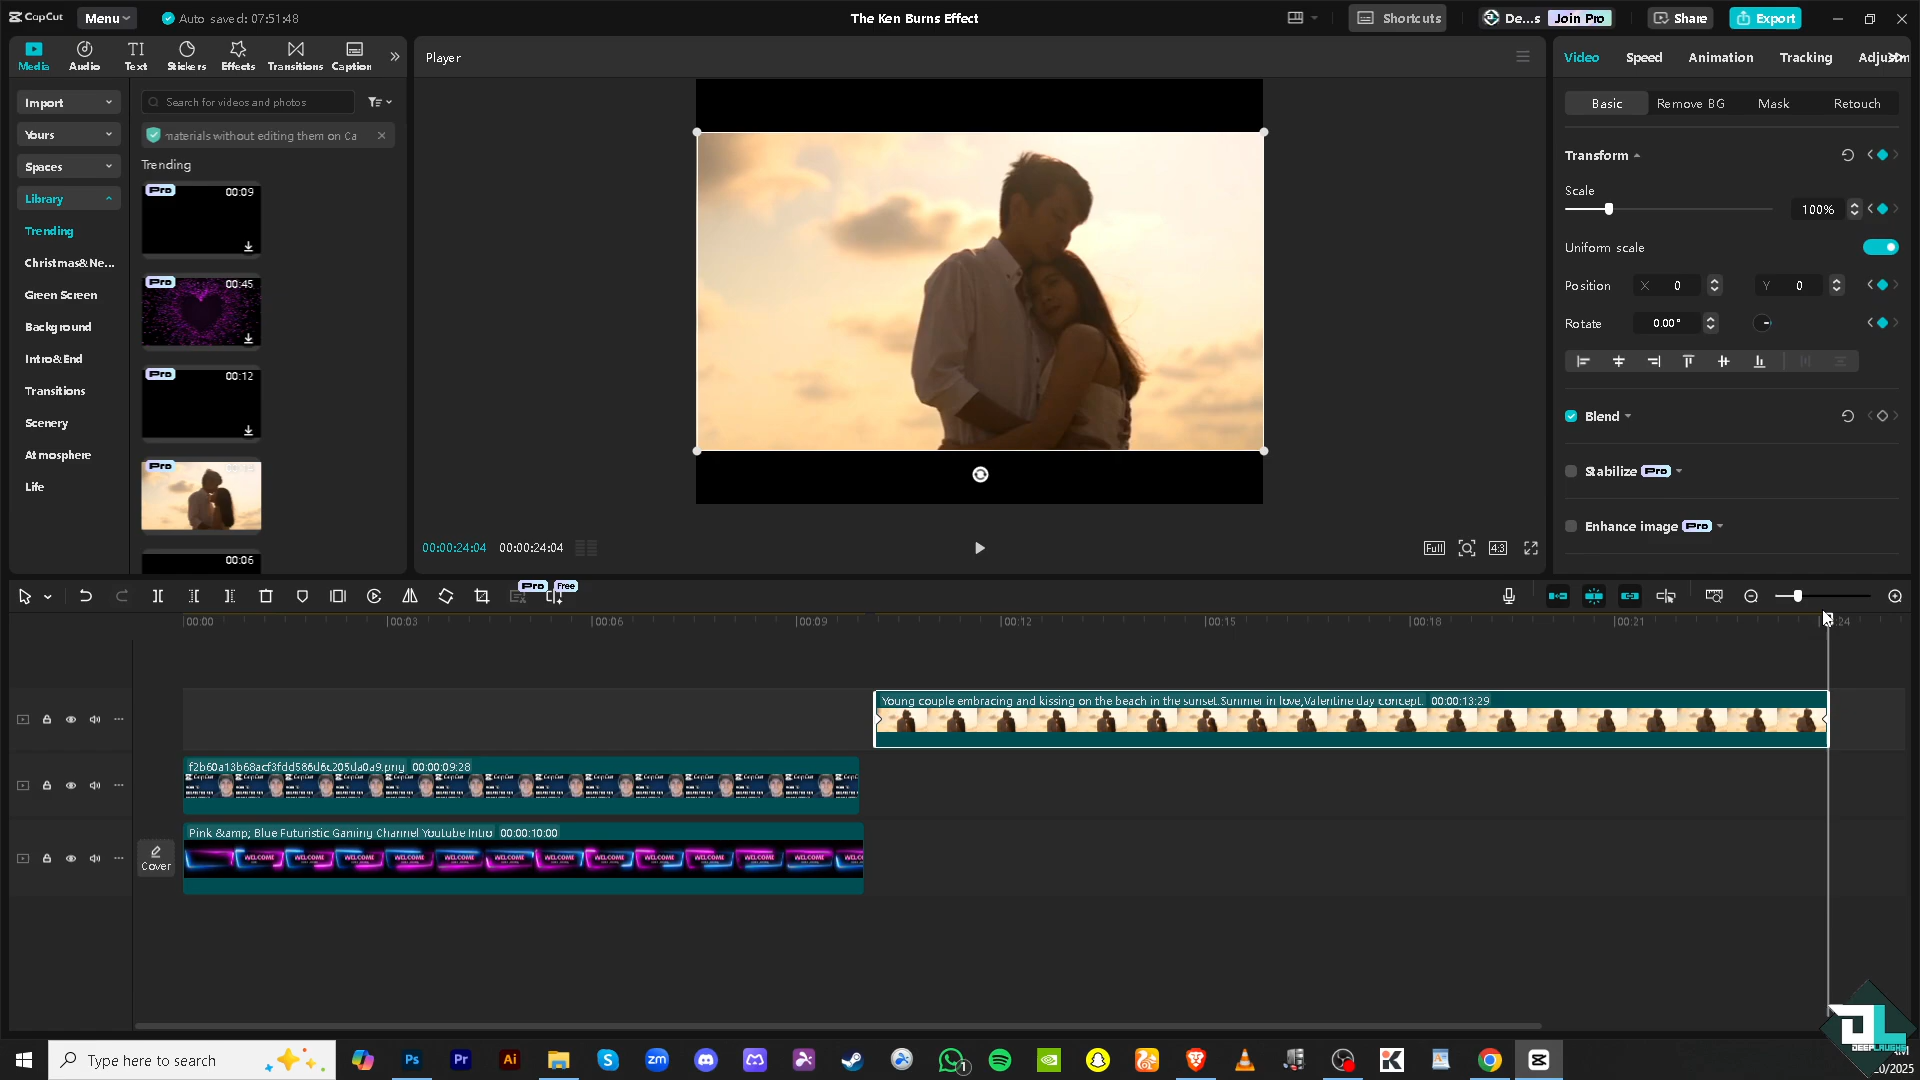 CapCut
Menu
Auto saved: 07:51:48
The Ken Burns Effect
Shortcuts
De...s
Join Pro
Share
Export
Media
Audio
Text
Stickers
Effects
Transitions
Caption
Player
Video
Speed
Animation
Tracking
Import
Search for videos and photos
Basic
Remove BG
Mask
Retouch
Yours
materials without editing them on Ca
Spaces
Trending
Transform
Library
Pro
00:09
Scale
100%
Trending
Uniform scale
Christmas&Ne...
Pro
00:45
Position
X
0
Y
0
Green Screen
Rotate
0.00°
Background
Intro&End
Pro
00:12
Transitions
Scenery
Blend
Atmosphere
Pro
Stabilize
Pro
Life
Enhance image
Pro
00:06
00:00:24:04
00:00:24:04
Full
4:3
Pro
Free
00:00
00:03
00:06
00:09
00:12
00:15
00:18
00:21
Young couple embracing and kissing on the beach in the sunset.Summer in love,Valentine day concept.
00:00:13:29
00:00:09:28
Pink &amp; Blue Futuristic Gaming Channel Youtube Intro
00:00:10:00
WELCOME
Cover
DEEPLAUGHS
Type here to search
Ps
Pr
Ai
S
zm
1
K